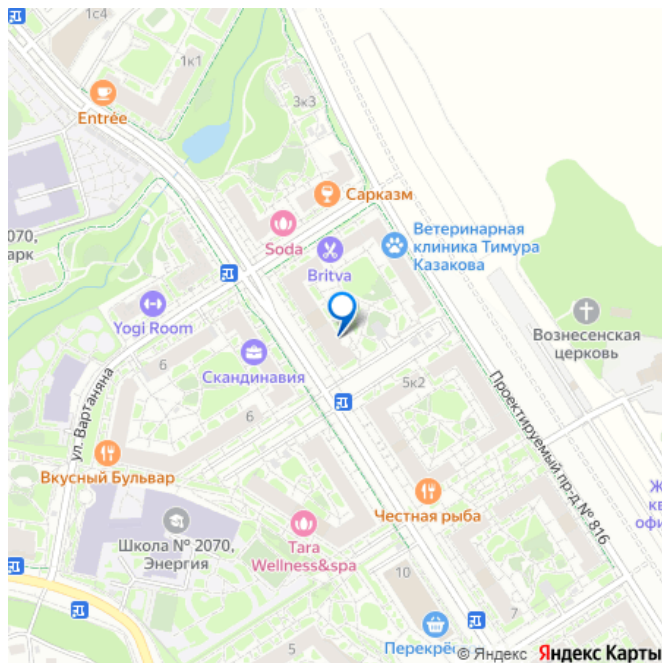 1с4
1к1
Entrée
3к3
Сарказм
2070,
арк
Soda
Britva
Ветеринарная
клиника Тимура
Казакова
Yogi Room
Вознесенская
церковь
6
Скандинавия
5к2
ул. Вартаняна
6
Проектируемый пр-д № 816
Вкусный Бульвар
Честная рыба
Школа № 2070,
Энергия
Tara
Wellness&spa
10
7
5
Перекрёс
© Яндекс Яндекс Карты